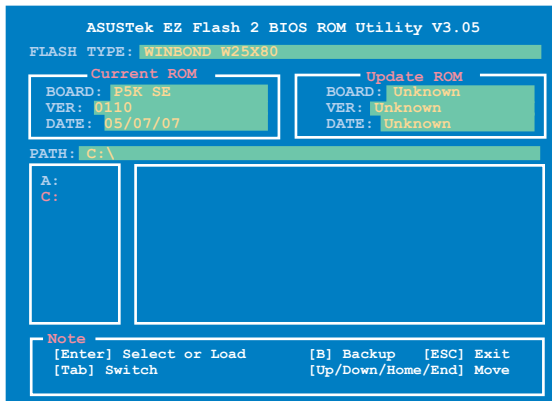 ASUSTek EZ Flash 2 BIOS ROM Utility V3.05
FLASH TYPE: WINBOND W25X80
Current ROM
BOARD: P5K SE
VER: 0110
DATE: 05/07/07
Update ROM
BOARD: Unknown
VER: Unknown
DATE: Unknown
PATH: C:\
A:
C:
Note
[Enter] Select or Load [B] Backup [ESC] Exit
[Tab] Switch [Up/Down/Home/End] Move